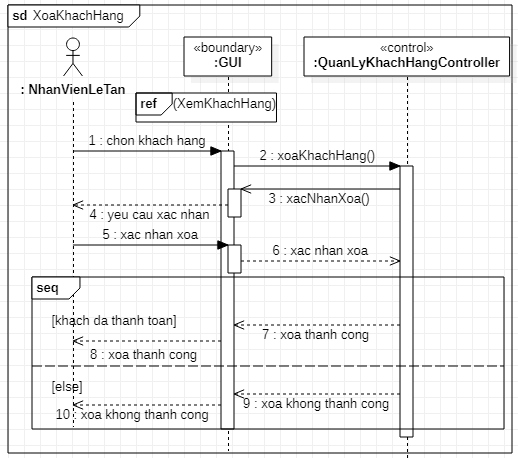 sd XoaKhachHang
«boundary»
:GUI
«control»
:QuanLyKhachHangController
: NhanVienLeTan
ref (XemKhachHang)
1 : chon khach hang
2 : xoaKhachHang()
3 : xacNhanXoa()
4 : yeu cau xac nhan
5 : xac nhan xoa
6 : xac nhan xoa
seq
[khach da thanh toan]
7 : xoa thanh cong
8 : xoa thanh cong
[else]
9 : xoa khong thanh cong
10 : xoa khong thanh cong